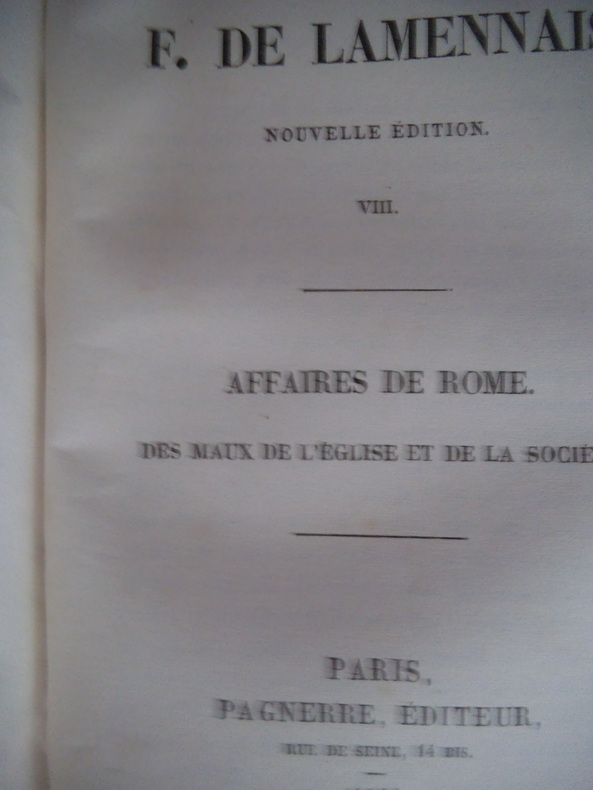 F. DE LAMENNAIS
NOUVELLE ÉDITION.
VIII.
AFFAIRES DE ROME.
DES MAUX DE L'ÉGLISE ET DE LA SOCIÉ
PARIS,
PAGNERRE, ÉDITEUR,
RUE DE SEINE, 14 BIS.